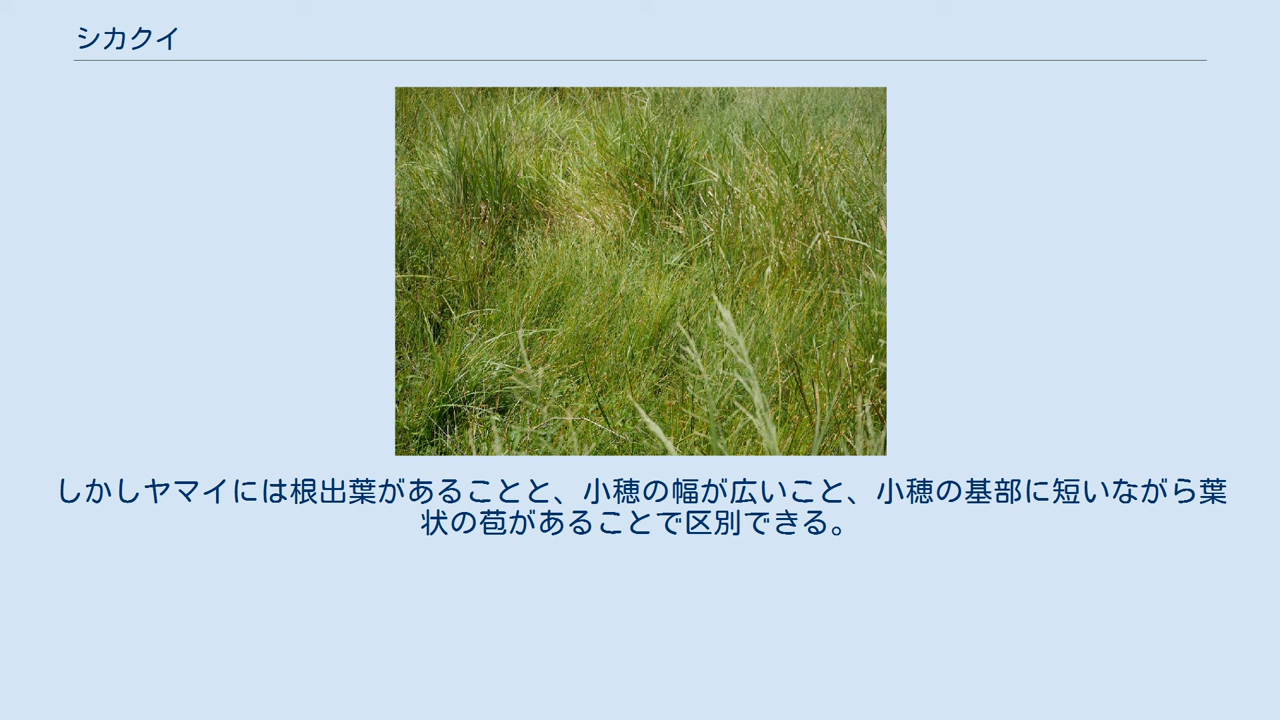 シカクイ
しかしヤマイには根出葉があることと、小穂の幅が広いこと、小穂の基部に短いながら葉
状の苞があることで区別できる。